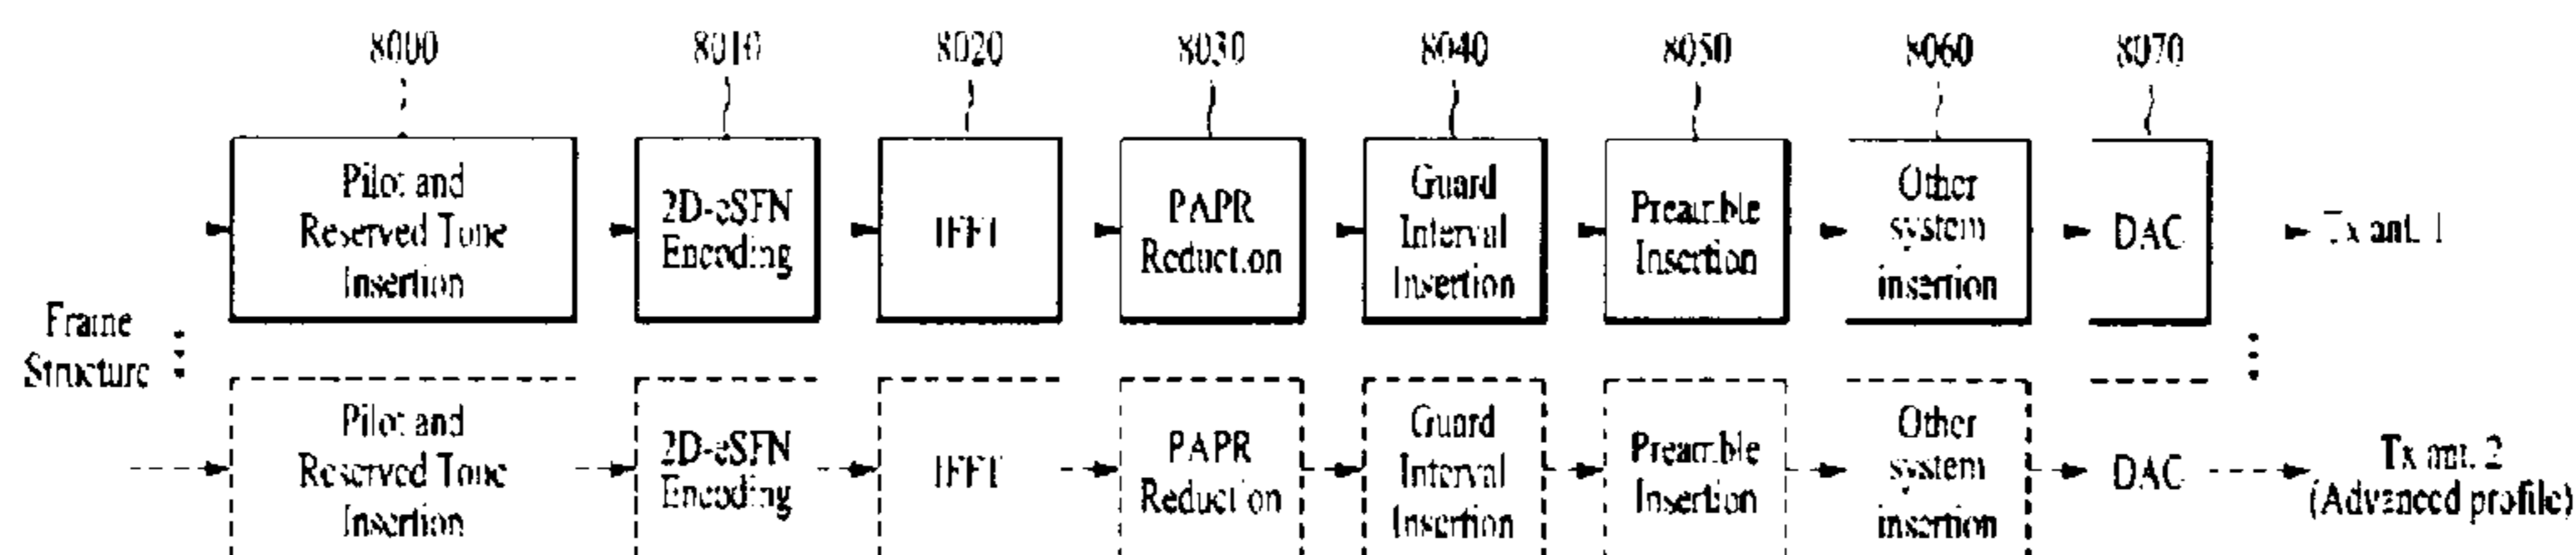 8000
8010
8020
8030
8040
8050
8060
8070
Pilot and
Reserved Tone
Insertion
2D-eSFN
Encoding
IFFT
PAPR
Reduction
Guard
Interval
Insertion
Preamble
Insertion
Other
system
insertion
DAC
Tx ant. 1
Frame
Structure
Pilot and
Reserved Tone
Insertion
2D-eSFN
Encoding
IFFT
PAPR
Reduction
Guard
Interval
Insertion
Preamble
Insertion
Other
system
insertion
DAC
Tx ant. 2
(Advanced profile)